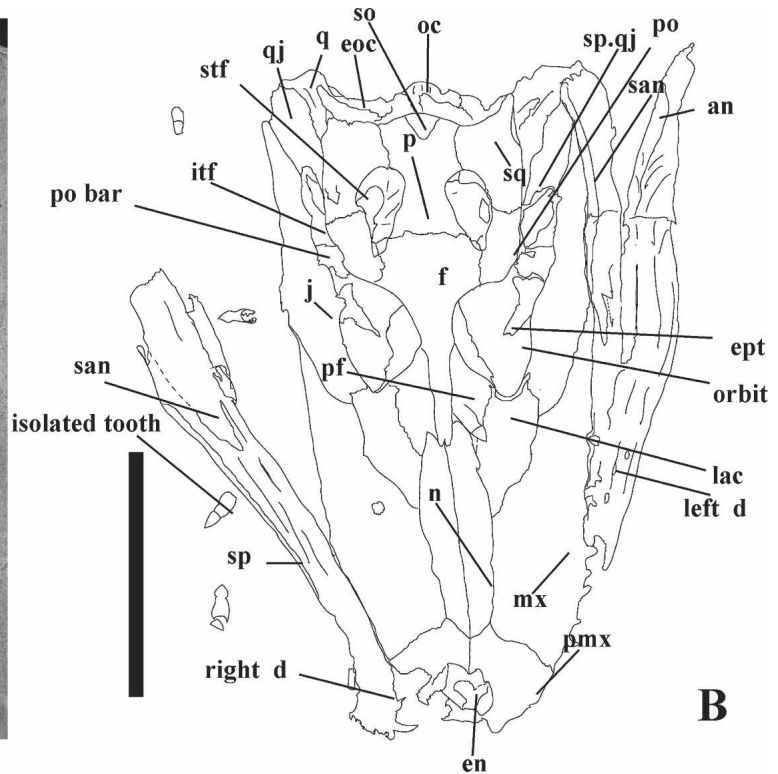 so
oc
qj
q
eoc
sp.qj
po
stf
san
an
p
itf
sq
po bar
f
j
ept
san
pf
orbit
isolated tooth
lac
n
left d
sp
mx
right d
pmx
B
en